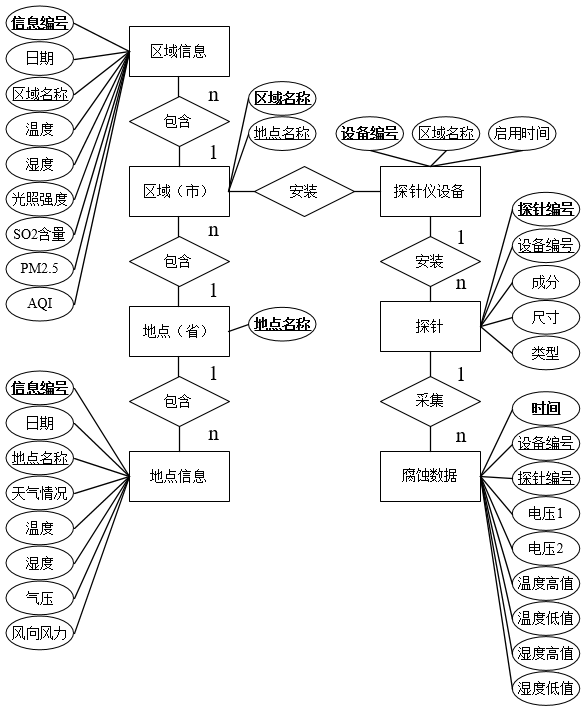 信息编号
日期
区域名称
温度
湿度
光照强度
SO2含量
PM2.5
AQI
区域信息
n
包含
1
区域（市）
区域名称
地点名称
n
包含
1
地点（省）
地点名称
1
包含
n
地点信息
信息编号
日期
地点名称
天气情况
温度
湿度
气压
风向风力
安装
设备编号
区域名称
启用时间
探针仪设备
1
安装
n
探针
探针编号
设备编号
成分
尺寸
类型
1
采集
n
腐蚀数据
时间
设备编号
探针编号
电压1
电压2
温度高值
温度低值
湿度高值
湿度低值